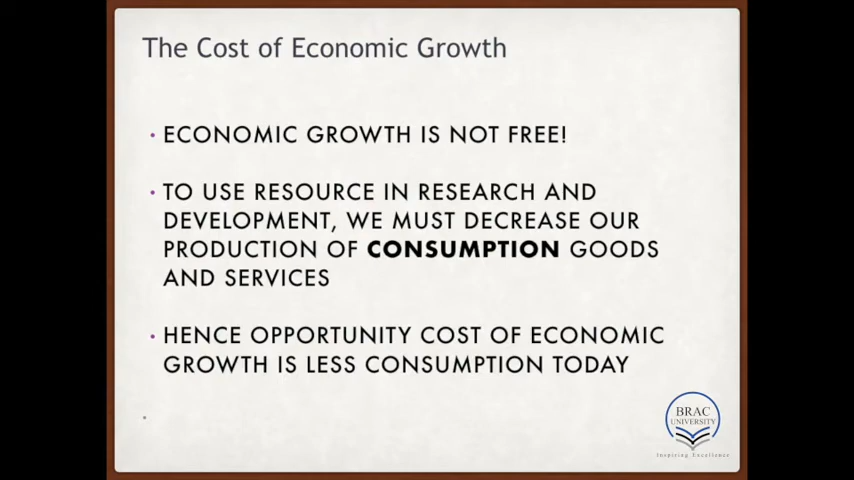 The Cost of Economic Growth
• ECONOMIC GROWTH IS NOT FREE!
• TO USE RESOURCE IN RESEARCH AND
DEVELOPMENT, WE MUST DECREASE OUR
PRODUCTION OF CONSUMPTION GOODS
AND SERVICES
• HENCE OPPORTUNITY COST OF ECONOMIC
GROWTH IS LESS CONSUMPTION TODAY
•
BRAC
UNIVERSITY
Inspiring Excellence